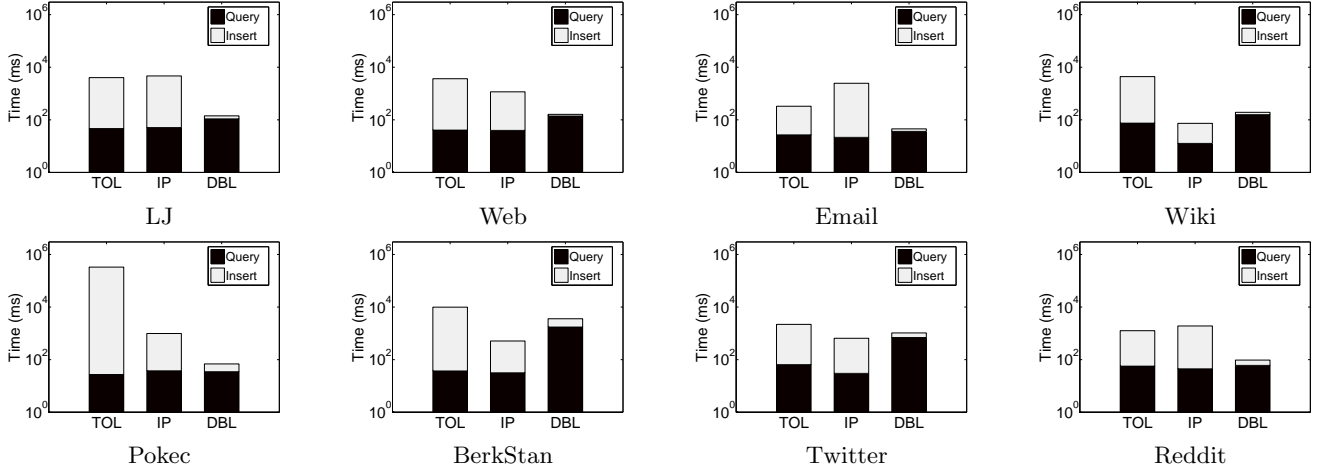 10^6
Query
Insert
Time (ms)
10^4
10^2
10^0
TOL IP DBL
LJ
10^6
Query
Insert
Time (ms)
10^4
10^2
10^0
TOL IP DBL
Web
10^6
Query
Insert
Time (ms)
10^4
10^2
10^0
TOL IP DBL
Email
10^6
Query
Insert
Time (ms)
10^4
10^2
10^0
TOL IP DBL
Wiki
10^6
Query
Insert
Time (ms)
10^4
10^2
10^0
TOL IP DBL
Pokec
10^6
Query
Insert
Time (ms)
10^4
10^2
10^0
TOL IP DBL
BerkStan
10^6
Query
Insert
Time (ms)
10^4
10^2
10^0
TOL IP DBL
Twitter
10^6
Query
Insert
Time (ms)
10^4
10^2
10^0
TOL IP DBL
Reddit